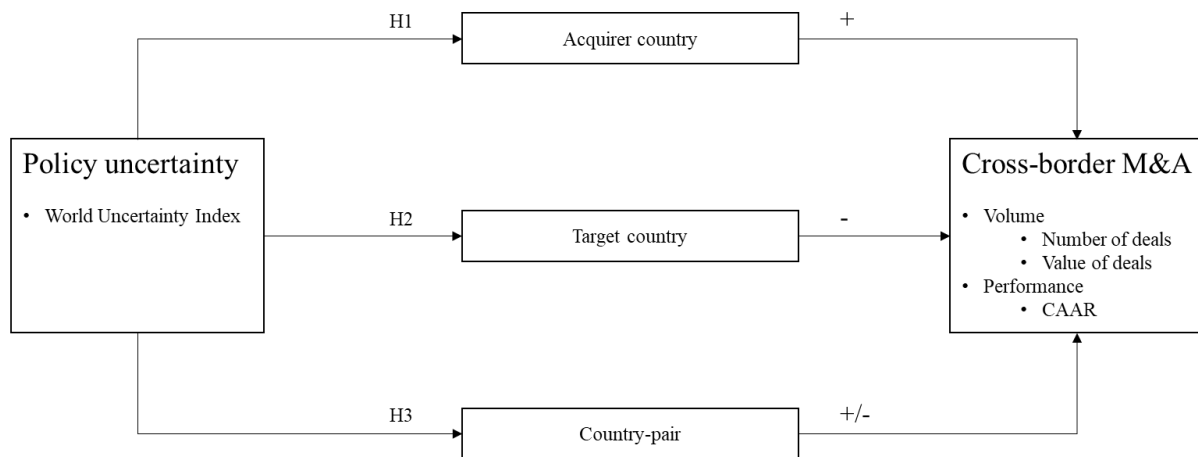 H1
Acquirer country
+
Policy uncertainty
• World Uncertainty Index
H2
Target country
-
Cross-border M&A
• Volume
• Number of deals
• Value of deals
• Performance
• CAAR
H3
Country-pair
+/-